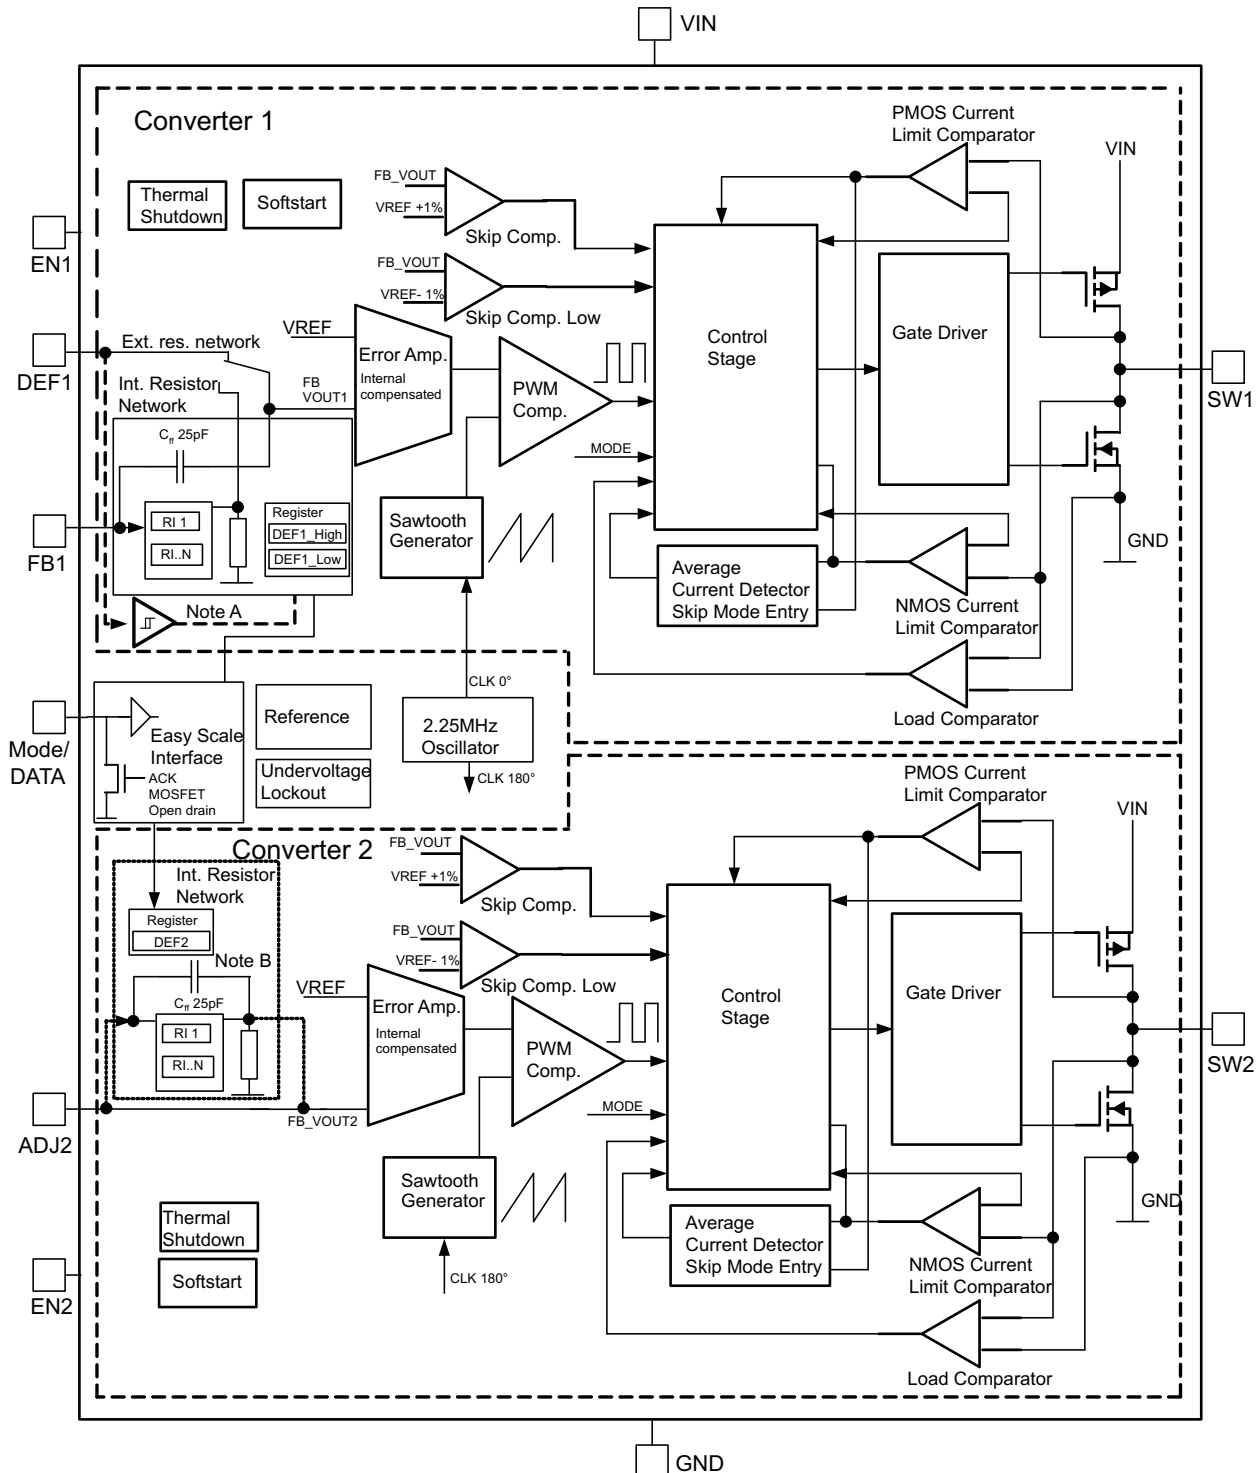 VIN
Converter 1
PMOS Current
Limit Comparator
VIN
Thermal
Shutdown
Softstart
FB_VOUT
VREF +1%
Skip Comp.
EN1
FB_VOUT
VREF- 1%
Skip Comp. Low
Control
Stage
Gate Driver
DEF1
Ext. res. network
VREF
Error Amp.
Internal
compensated
Int. Resistor
Network
FB
VOUT1
PWM
Comp.
SW1
Cff 25pF
MODE
FB1
RI 1
RI..N
Register
DEF1_High
DEF1_Low
Sawtooth
Generator
Average
Current Detector
Skip Mode Entry
GND
NMOS Current
Limit Comparator
Note A
CLK 0°
Load Comparator
Mode/
DATA
Easy Scale
Interface
ACK
MOSFET
Open drain
Reference
Undervoltage
Lockout
2.25MHz
Oscillator
CLK 180°
PMOS Current
Limit Comparator
VIN
Converter 2
FB_VOUT
VREF +1%
Skip Comp.
Int. Resistor
Network
Register
DEF2
Note B
Cff 25pF
RI 1
RI..N
FB_VOUT
VREF- 1%
Skip Comp. Low
VREF
Error Amp.
Internal
compensated
PWM
Comp.
Control
Stage
Gate Driver
SW2
MODE
ADJ2
FB_VOUT2
Sawtooth
Generator
Average
Current Detector
Skip Mode Entry
GND
NMOS Current
Limit Comparator
Thermal
Shutdown
Softstart
CLK 180°
EN2
Load Comparator
GND